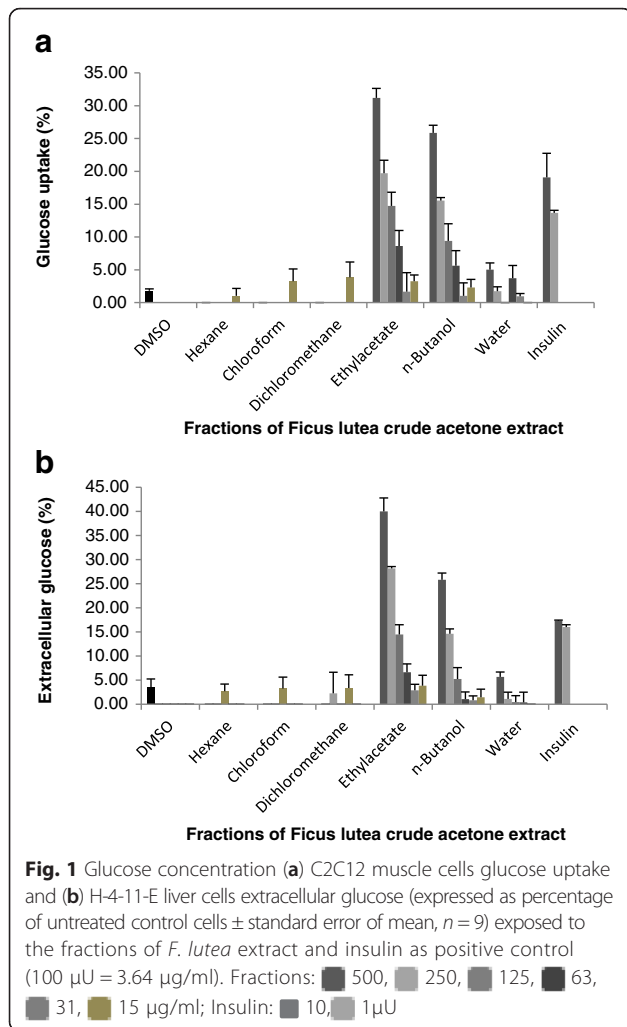 a
35.00
30.00
25.00
20.00
15.00
10.00
5.00
0.00
Glucose uptake (%)
DMSO
Hexane
Chloroform
Dichloromethane
Ethylacetate
n-Butanol
Water
Insulin
Fractions of Ficus lutea crude acetone extract
b
45.00
40.00
35.00
30.00
25.00
20.00
15.00
10.00
5.00
0.00
Extracellular glucose (%)
DMSO
Hexane
Chloroform
Dichloromethane
Ethylacetate
n-Butanol
Water
Insulin
Fractions of Ficus lutea crude acetone extract
Fig. 1 Glucose concentration (a) C2C12 muscle cells glucose uptake
and (b) H-4-11-E liver cells extracellular glucose (expressed as percentage
of untreated control cells ± standard error of mean, n = 9) exposed to
the fractions of F. lutea extract and insulin as positive control
(100 μU = 3.64 μg/ml). Fractions: 500, 250, 125, 63,
31, 15 μg/ml; Insulin: 10, 1μU